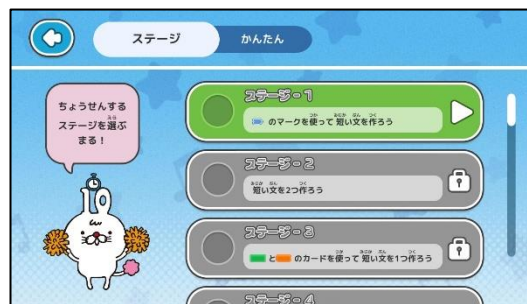 ステージ
かんたん
ちょうせんする
ステージを選ぶ
まる！
ステージ-1
のマークを使って短い文を作ろう
ステージ-2
短い文を2つ作ろう
ステージ-3
とのカードを使って短い文を1つ作ろう
ステージ-4